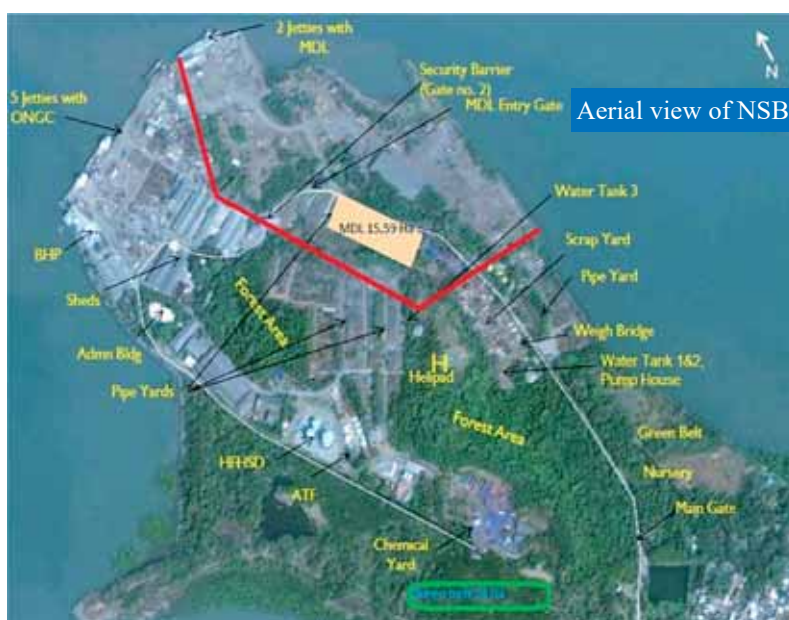 2 Jetties with
MDL
Security Barrier
(Gate no. 2)
MDL Entry Gate
N
Aerial view of NSB
5 Jetties with
ONGC
Water Tank 3
MDL 15.59 Ha
Scrap Yard
BHP
Pipe Yard
Sheds
Forest Area
Weigh Bridge
Admn Bldg
H
Helipad
Water Tank 1&2,
Pump House
Pipe Yards
Forest Area
Green Belt
HFHSD
Nursery
ATF
Main Gate
Chemical
Yard